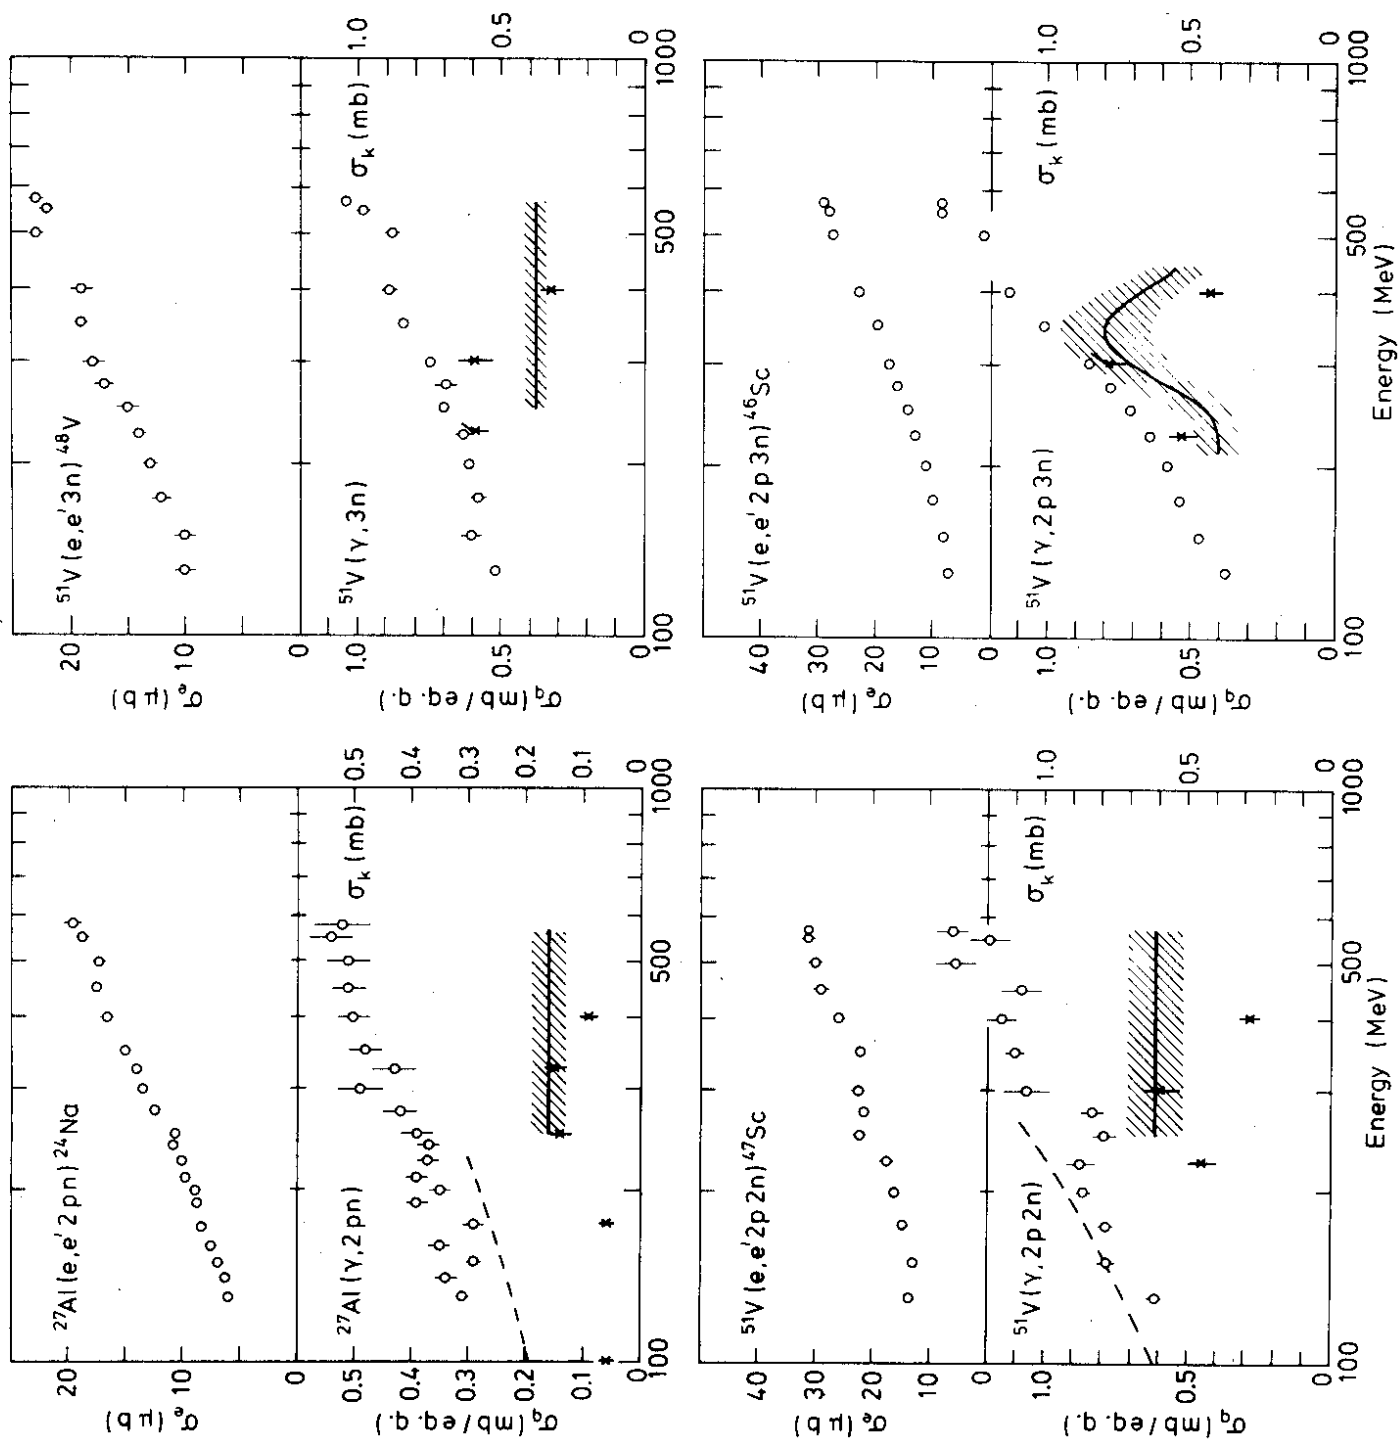 ²⁷Al(e,e'2pn)²⁴Na
σₑ(μb)
20
10
²⁷Al(γ,2pn)
σₖ(mb)
σ_q(mb/eq.q.)
0.5
0.4
0.3
0.2
0.1
0
0.5
0.4
0.3
0.2
0.1
0
100
500
1000
⁵¹V(e,e'3n)⁴⁸V
σₑ(μb)
20
10
0
⁵¹V(γ,3n)
σₖ(mb)
σ_q(mb/eq.q.)
1.0
0.5
0
1.0
0.5
0
100
500
1000
⁵¹V(e,e'2p2n)⁴⁷Sc
σₑ(μb)
40
30
20
10
0
⁵¹V(γ,2p2n)
σₖ(mb)
σ_q(mb/eq.q.)
1.0
0.5
0
1.0
0.5
0
100
500
1000
Energy (MeV)
⁵¹V(e,e'2p3n)⁴⁶Sc
σₑ(μb)
40
30
20
10
0
⁵¹V(γ,2p3n)
σₖ(mb)
σ_q(mb/eq.q.)
1.0
0.5
0
1.0
0.5
0
100
500
1000
Energy (MeV)